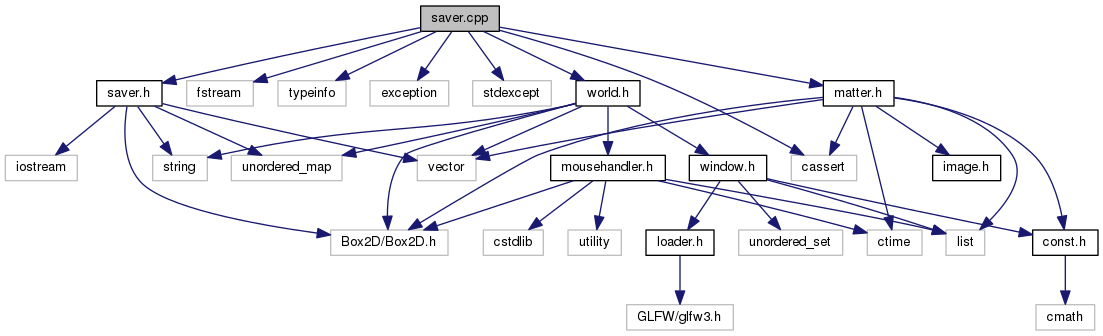 saver.cpp
saver.h
fstream
typeinfo
exception
stdexcept
world.h
matter.h
iostream
string
unordered_map
vector
mousehandler.h
window.h
cassert
image.h
Box2D/Box2D.h
cstdlib
utility
loader.h
unordered_set
ctime
list
const.h
GLFW/glfw3.h
cmath